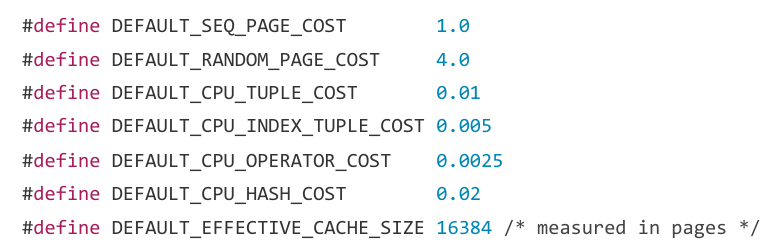 #define DEFAULT_SEQ_PAGE_COST 1.0
#define DEFAULT_RANDOM_PAGE_COST 4.0
#define DEFAULT_CPU_TUPLE_COST 0.01
#define DEFAULT_CPU_INDEX_TUPLE_COST 0.005
#define DEFAULT_CPU_OPERATOR_COST 0.0025
#define DEFAULT_CPU_HASH_COST 0.02
#define DEFAULT_EFFECTIVE_CACHE_SIZE 16384 /* measured in pages */